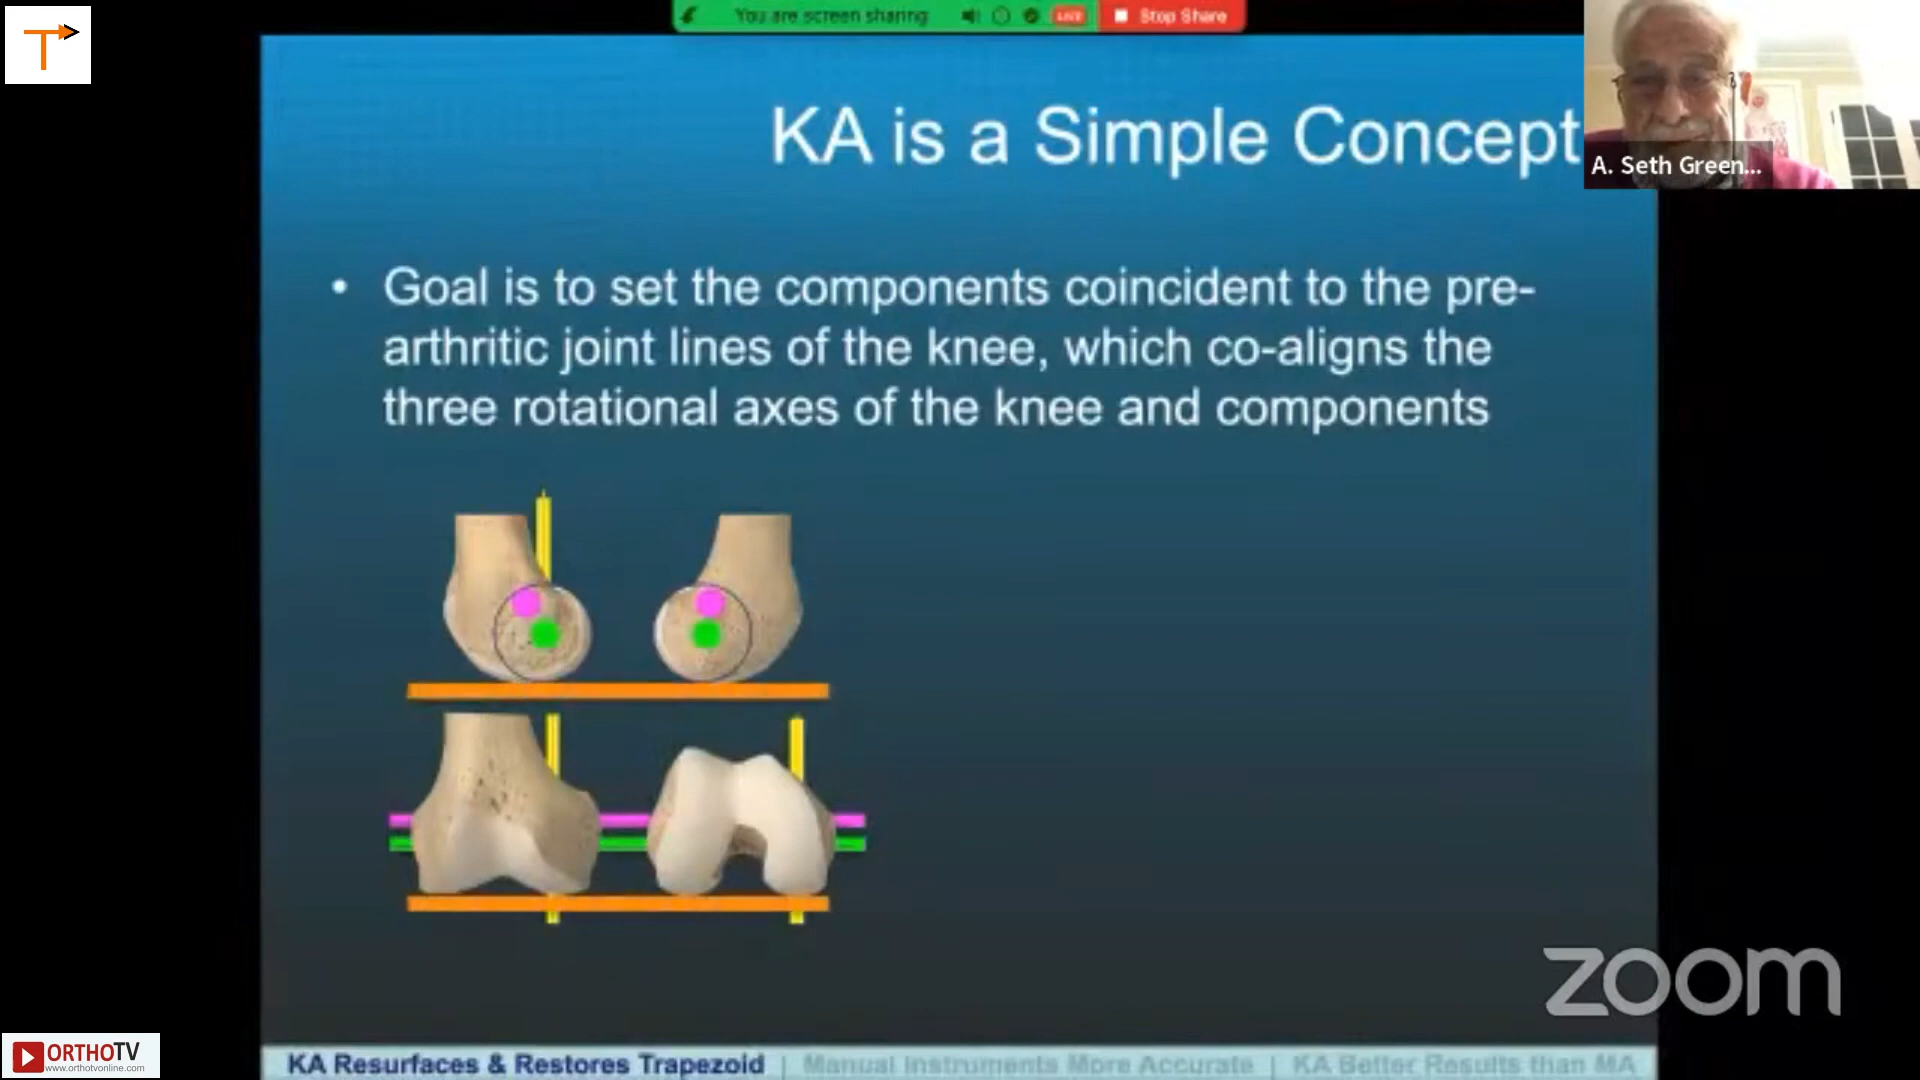 You are screen sharing
LIVE
Stop Share
T
KA is a Simple Concept
A. Seth Green...
• Goal is to set the components coincident to the pre-
arthritic joint lines of the knee, which co-aligns the
three rotational axes of the knee and components
zoom
KA Resurfaces & Restores Trapezoid | Manual Instruments More Accurate | KA Better Results than MA
ORTHOTV
www.orthotvonline.com